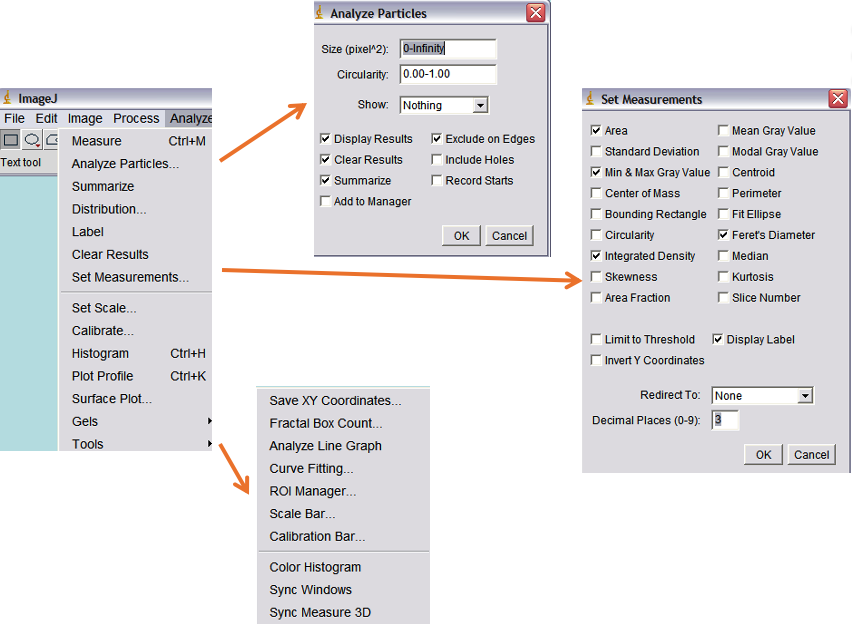 Analyze Particles
Size (pixel^2): 0-Infinity
Circularity: 0.00-1.00
Show: Nothing
Display Results Exclude on Edges
Clear Results Include Holes
Summarize Record Starts
Add to Manager
OK Cancel
ImageJ
File Edit Image Process Analyze
Text tool
Measure Ctrl+M
Analyze Particles...
Summarize
Distribution...
Label
Clear Results
Set Measurements...
Set Scale...
Calibrate...
Histogram Ctrl+H
Plot Profile Ctrl+K
Surface Plot...
Gels
Tools
Set Measurements
Area Mean Gray Value
Standard Deviation Modal Gray Value
Min & Max Gray Value Centroid
Center of Mass Perimeter
Bounding Rectangle Fit Ellipse
Circularity Feret's Diameter
Integrated Density Median
Skewness Kurtosis
Area Fraction Slice Number
Limit to Threshold Display Label
Invert Y Coordinates
Redirect To: None
Decimal Places (0-9): 3
OK Cancel
Save XY Coordinates...
Fractal Box Count...
Analyze Line Graph
Curve Fitting...
ROI Manager...
Scale Bar...
Calibration Bar...
Color Histogram
Sync Windows
Sync Measure 3D